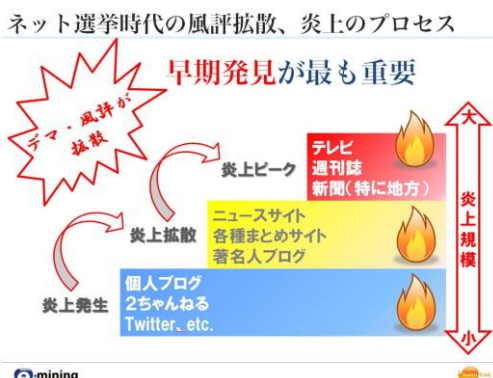 ネット選挙時代の風評拡散、炎上のプロセス
早期発見が最も重要
デマ・風評が
拡散
大
テレビ
週刊誌
新聞（特に地方）
炎上ピーク
炎上規模
ニュースサイト
各種まとめサイト
著名人ブログ
炎上拡散
個人ブログ
2ちゃんねる
Twitter、etc.
炎上発生
小
e-mining